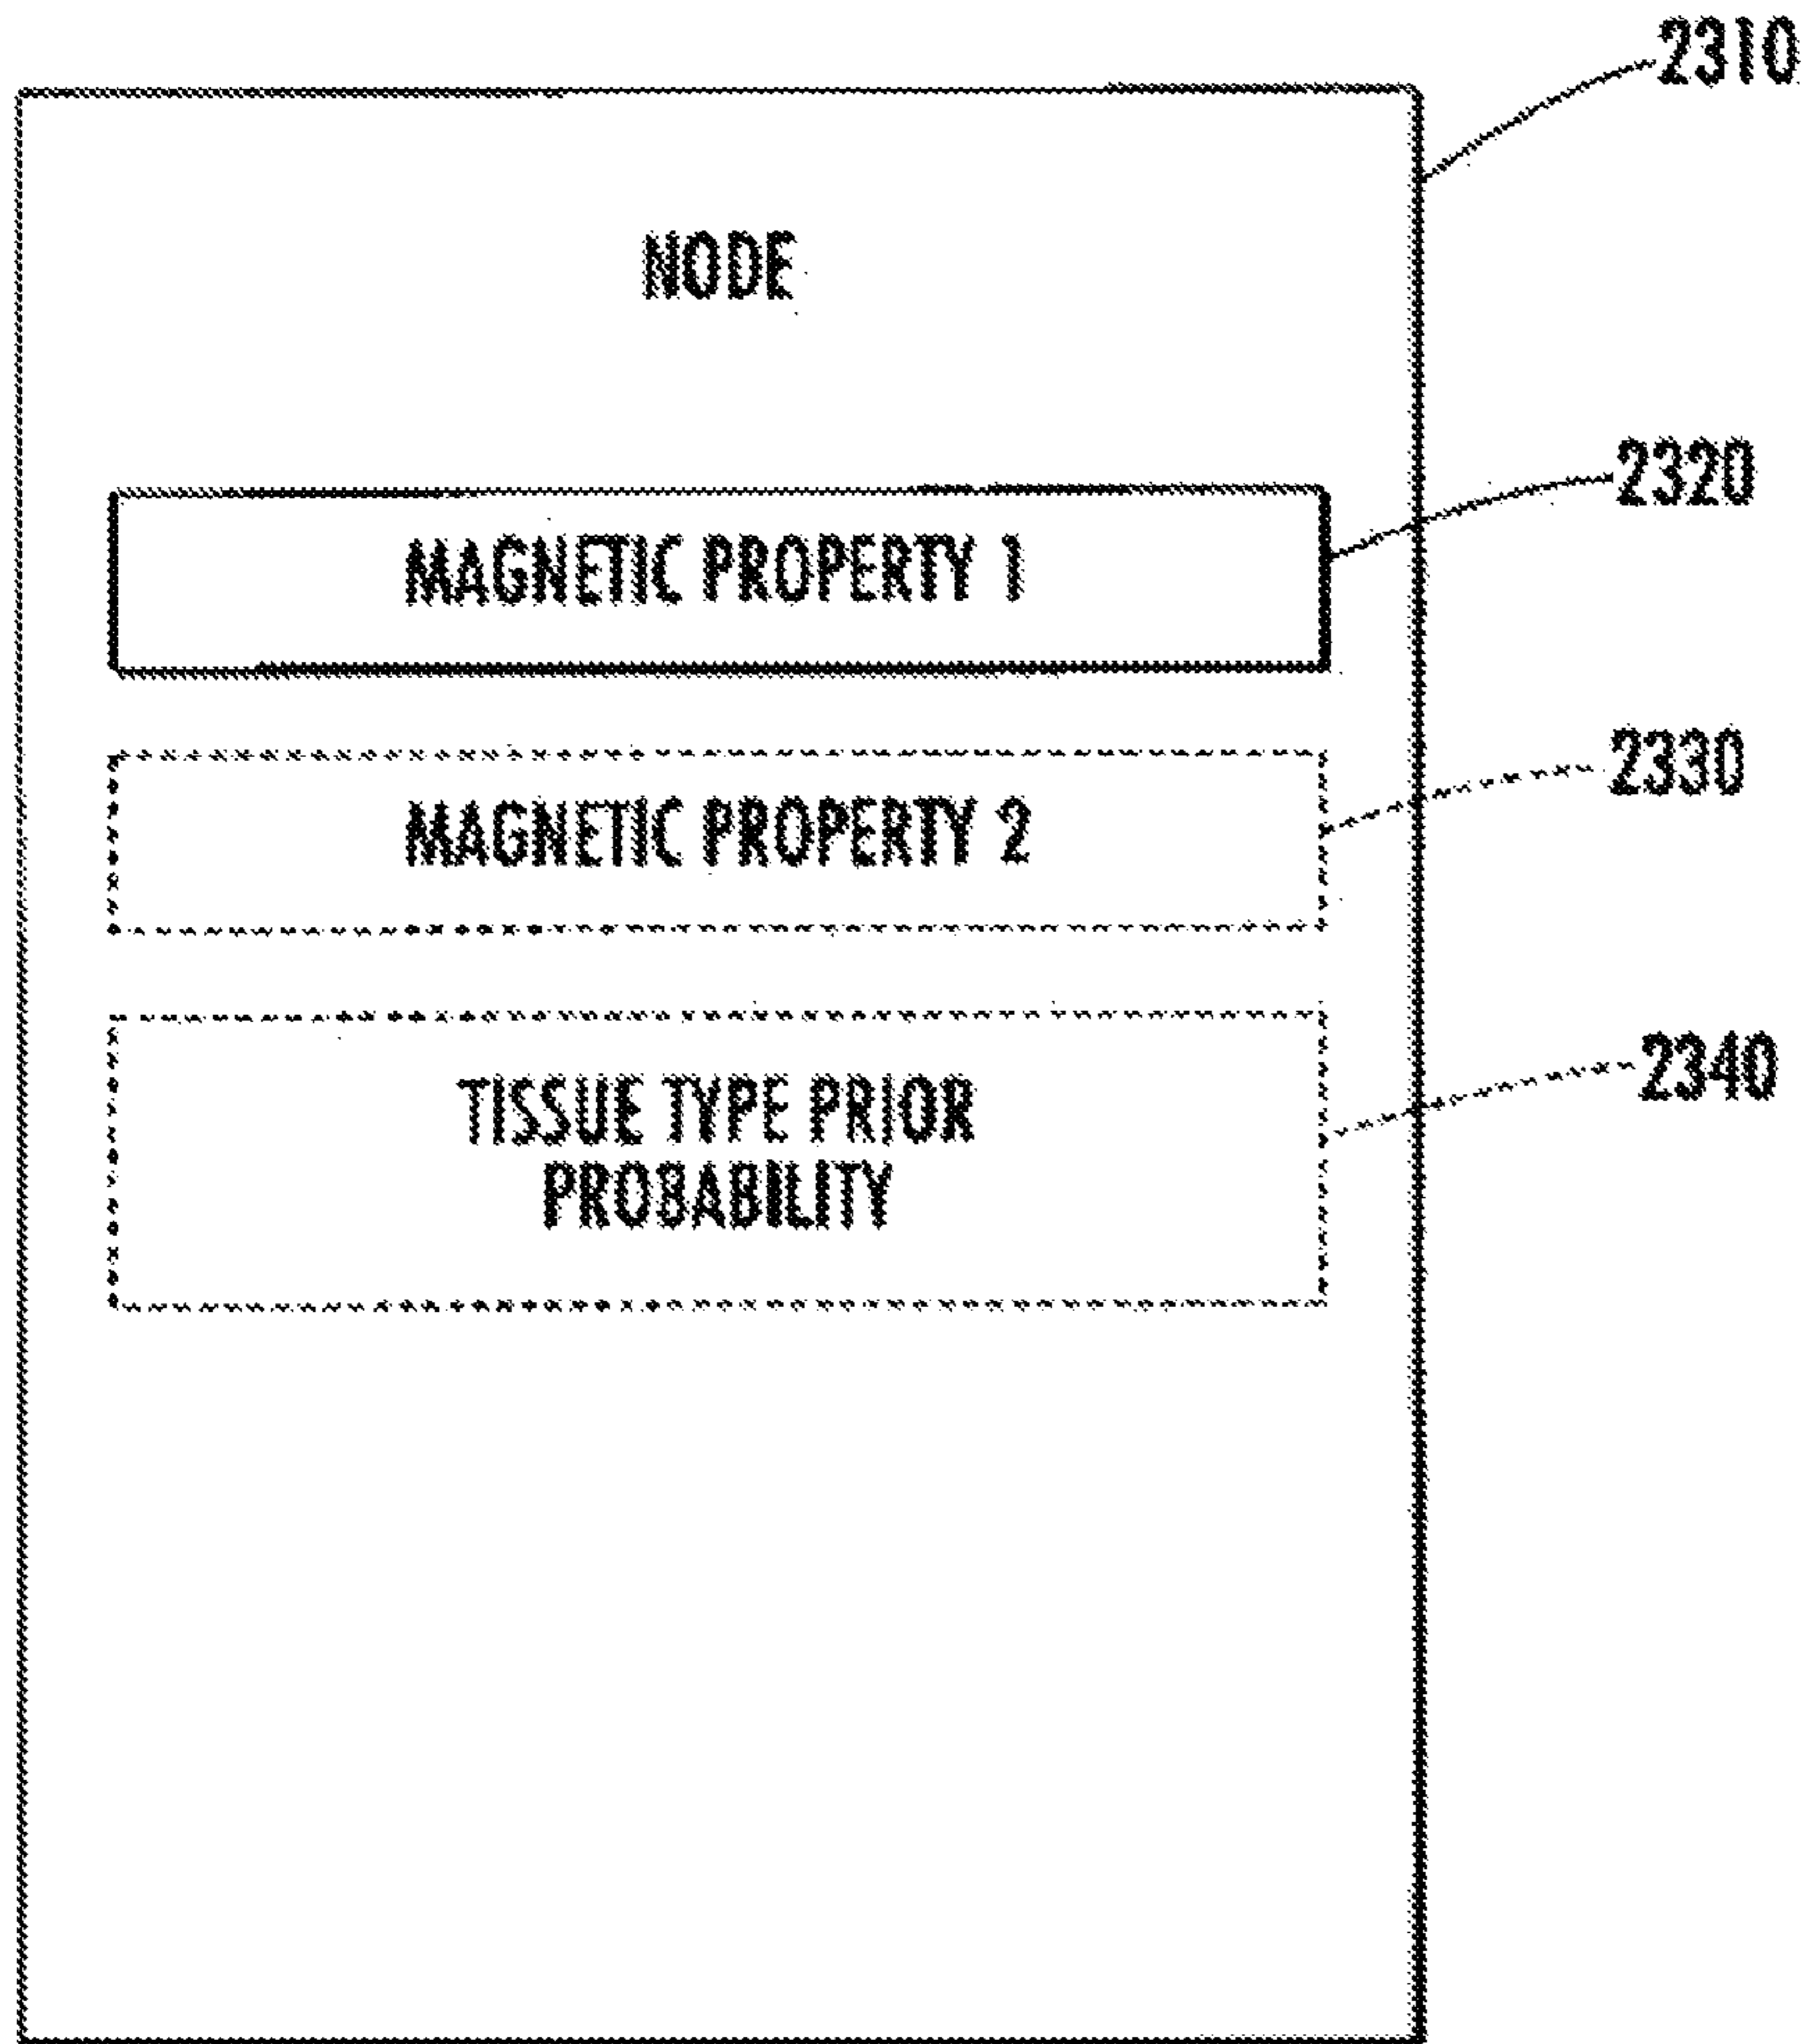 2310
NODE
2320
MAGNETIC PROPERTY 1
2330
MAGNETIC PROPERTY 2
2340
TISSUE TYPE PRIOR
PROBABILITY